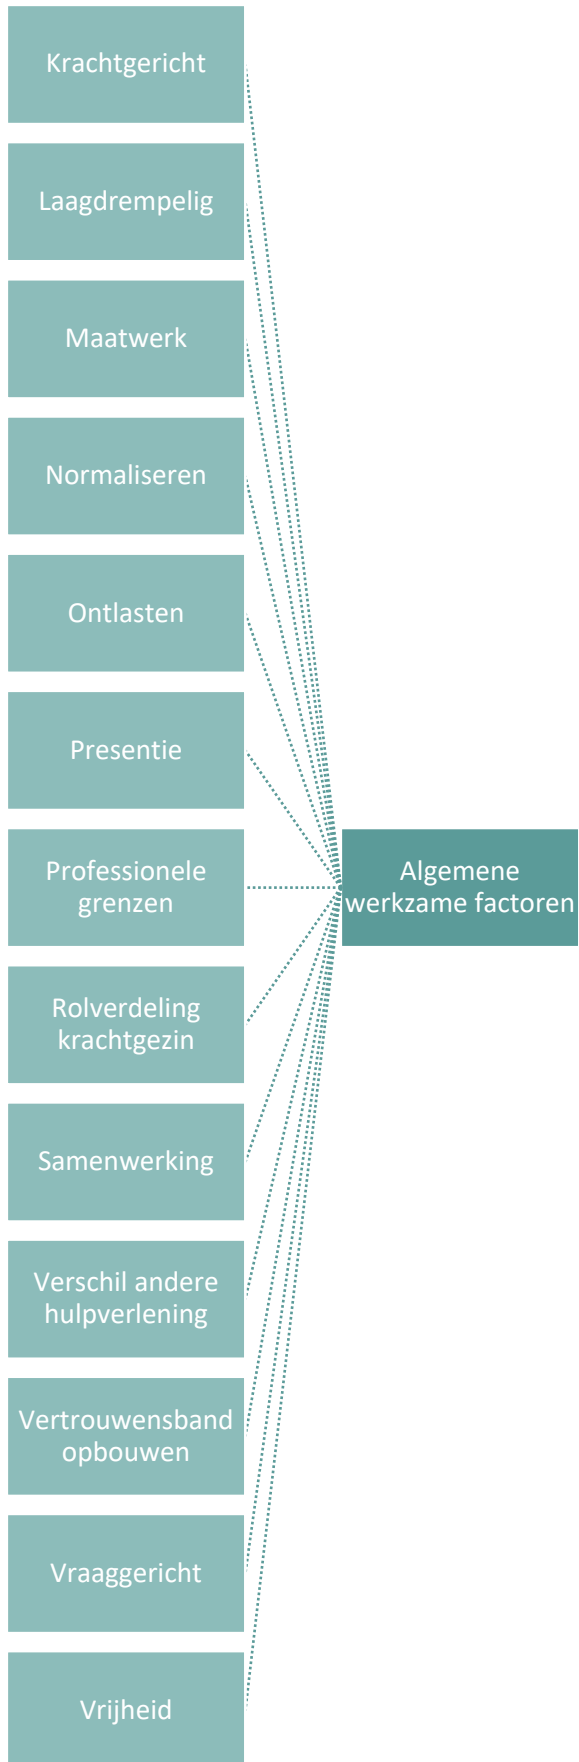 Krachtgericht
Laagdrempelig
Maatwerk
Normaliseren
Ontlasten
Presentie
Professionele
grenzen
Rolverdeling
krachtgezin
Samenwerking
Verschil andere
hulpverlening
Vertrouwensband
opbouwen
Vraaggericht
Vrijheid
Algemene
werkzame factoren